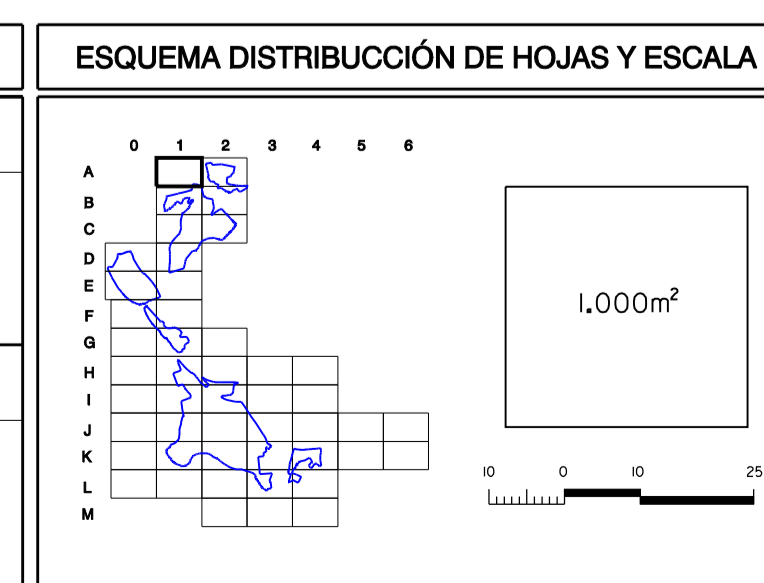 ESQUEMA DISTRIBUCCIÓN DE HOJAS Y ESCALA
0 1 2 3 4 5 6
A
B
C
D
E
F
G
H
I
J
K
L
M
1.000m²
10 0 10 25